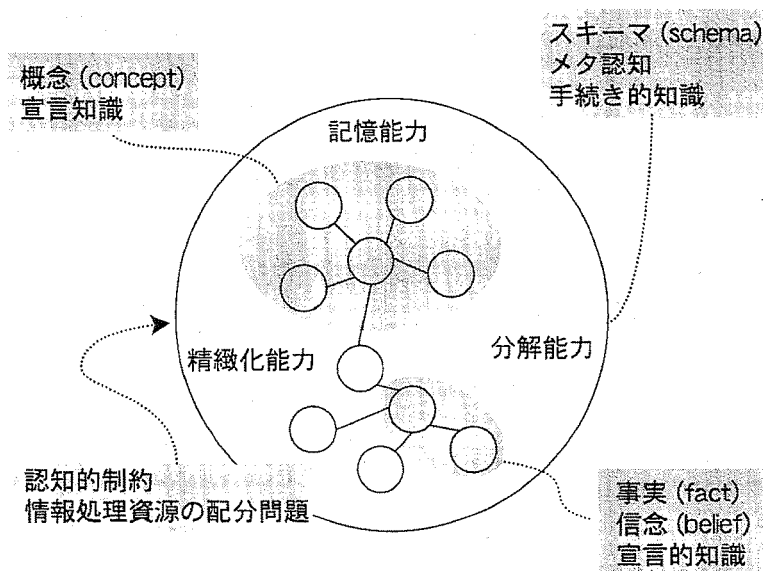 スキーマ (schema)
メタ認知
手続き的知識
概念 (concept)
宣言知識
記憶能力
精緻化能力
分解能力
認知的制約
情報処理資源の配分問題
事実 (fact)
信念 (belief)
宣言的知識